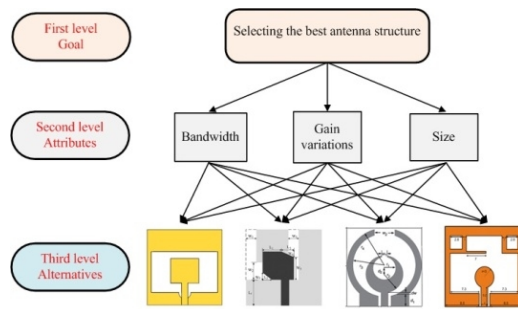 First level
Goal
Selecting the best antenna structure
Second level
Attributes
Bandwidth
Gain
variations
Size
Third level
Alternatives